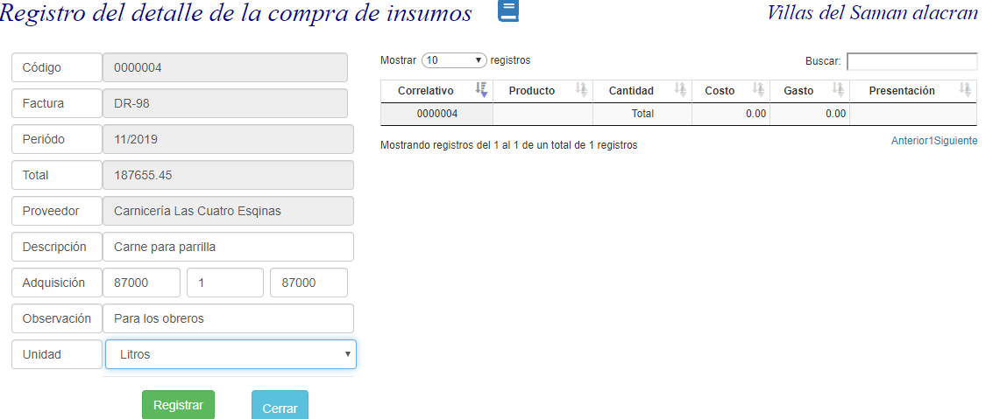 Registro del detalle de la compra de insumos
Villas del Saman alacran
Código 0000004
Factura DR-98
Periódo 11/2019
Total 187655.45
Proveedor Carnicería Las Cuatro Esqinas
Descripción Carne para parrilla
Adquisición 87000 1 87000
Observación Para los obreros
Unidad Litros
Registrar Cerrar
Mostrar 10 registros
Buscar:
Correlativo Producto Cantidad Costo Gasto Presentación
0000004 Total 0.00 0.00
Mostrando registros del 1 al 1 de un total de 1 registros
Anterior1Siguiente